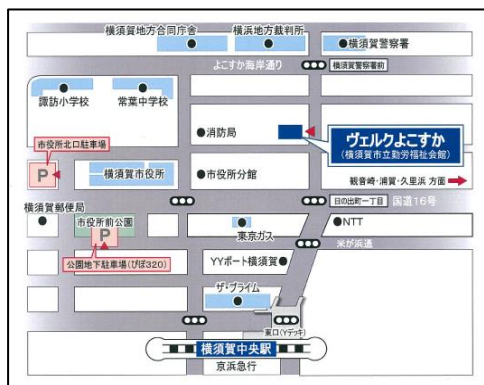 横須賀地方合同庁舎
横浜地方裁判所
横須賀警察署
よこすか海岸通り
横須賀警察署前
諏訪小学校
常葉中学校
消防局
ヴェルクよこすか
(横須賀市立勤労福祉会館)
市役所北口駐車場
P
横須賀市役所
市役所分館
観音崎・浦賀・久里浜 方面
日の出町一丁目
国道16号
横須賀郵便局
市役所前公園
P
東京ガス
NTT
米が浜通
公園地下駐車場(ぴぽ320)
YYポート横須賀
ザ・プライム
東口(Yデッキ)
横須賀中央駅
京浜急行